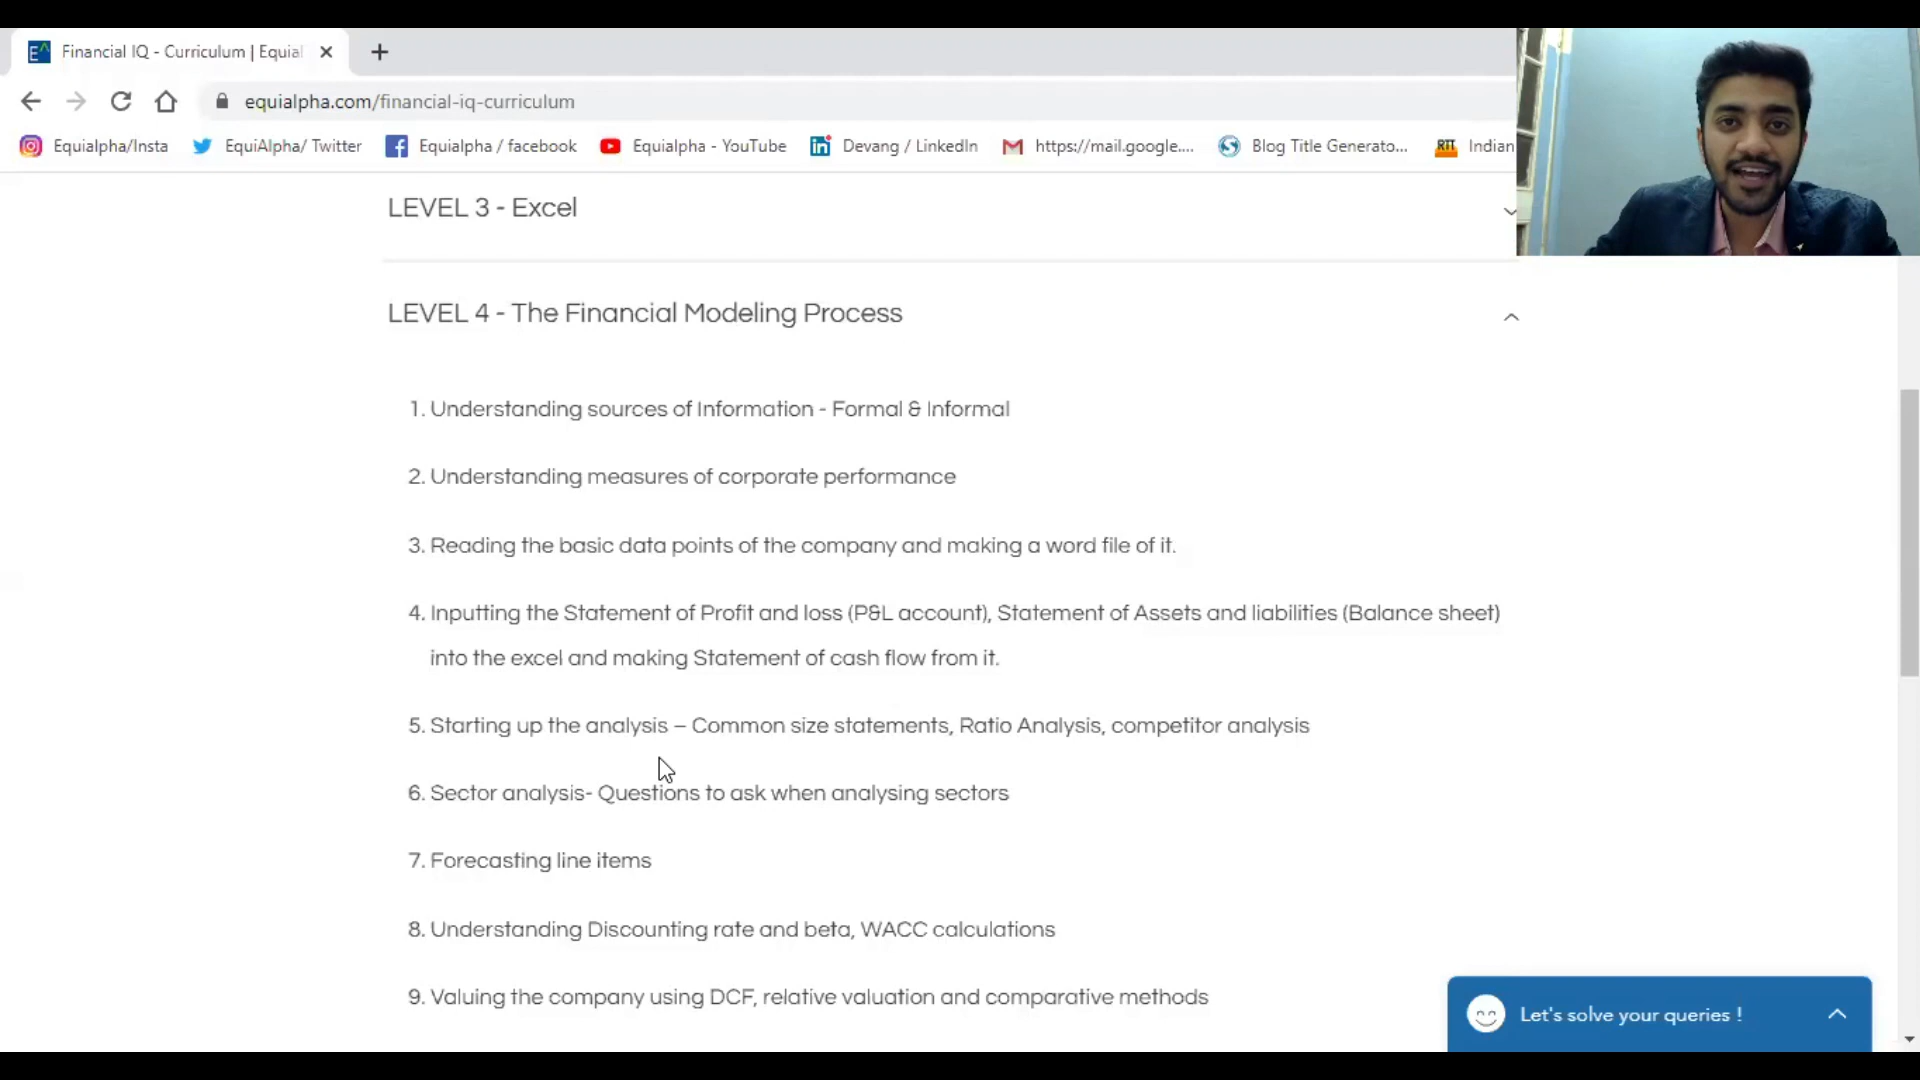 Financial IQ - Curriculum | Equial
equialpha.com/financial-iq-curriculum
Equialpha/Insta EquiAlpha/ Twitter Equialpha / facebook Equialpha - YouTube Devang / LinkedIn https://mail.google.... Blog Title Generato... RTI Indian
LEVEL 3 - Excel
LEVEL 4 - The Financial Modeling Process
1. Understanding sources of Information - Formal & Informal
2. Understanding measures of corporate performance
3. Reading the basic data points of the company and making a word file of it.
4. Inputting the Statement of Profit and loss (P&L account), Statement of Assets and liabilities (Balance sheet)
into the excel and making Statement of cash flow from it.
5. Starting up the analysis – Common size statements, Ratio Analysis, competitor analysis
6. Sector analysis- Questions to ask when analysing sectors
7. Forecasting line items
8. Understanding Discounting rate and beta, WACC calculations
9. Valuing the company using DCF, relative valuation and comparative methods
Let's solve your queries !